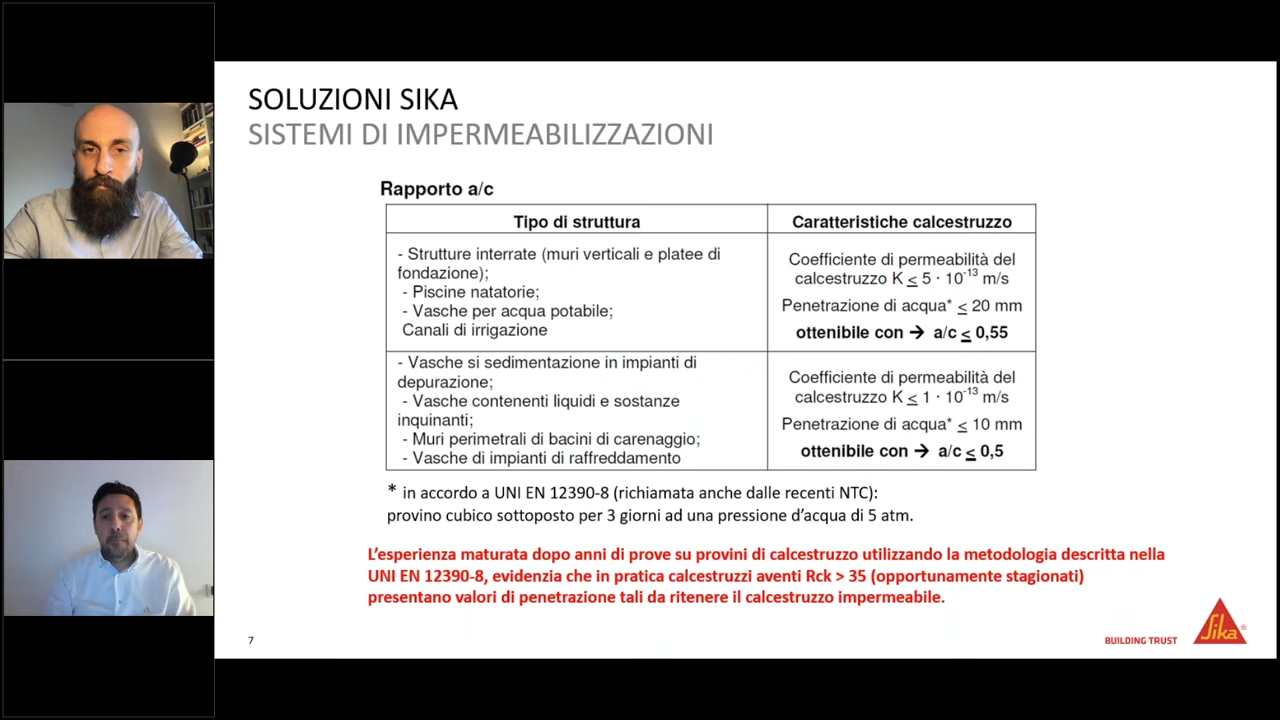 SOLUZIONI SIKA
SISTEMI DI IMPERMEABILIZZAZIONI
Rapporto a/c
Tipo di struttura
Caratteristiche calcestruzzo
- Strutture interrate (muri verticali e platee di
fondazione);
- Piscine natatorie;
- Vasche per acqua potabile;
Canali di irrigazione
Coefficiente di permeabilità del
calcestruzzo K ≤ 5 · 10⁻¹³ m/s
Penetrazione di acqua* ≤ 20 mm
ottenibile con → a/c ≤ 0,55
- Vasche si sedimentazione in impianti di
depurazione;
- Vasche contenenti liquidi e sostanze
inquinanti;
- Muri perimetrali di bacini di carenaggio;
- Vasche di impianti di raffreddamento
Coefficiente di permeabilità del
calcestruzzo K ≤ 1 · 10⁻¹³ m/s
Penetrazione di acqua* ≤ 10 mm
ottenibile con → a/c ≤ 0,5
* in accordo a UNI EN 12390-8 (richiamata anche dalle recenti NTC):
provino cubico sottoposto per 3 giorni ad una pressione d'acqua di 5 atm.
L'esperienza maturata dopo anni di prove su provini di calcestruzzo utilizzando la metodologia descritta nella
UNI EN 12390-8, evidenzia che in pratica calcestruzzi aventi Rck > 35 (opportunamente stagionati)
presentano valori di penetrazione tali da ritenere il calcestruzzo impermeabile.
7
BUILDING TRUST
Sika®